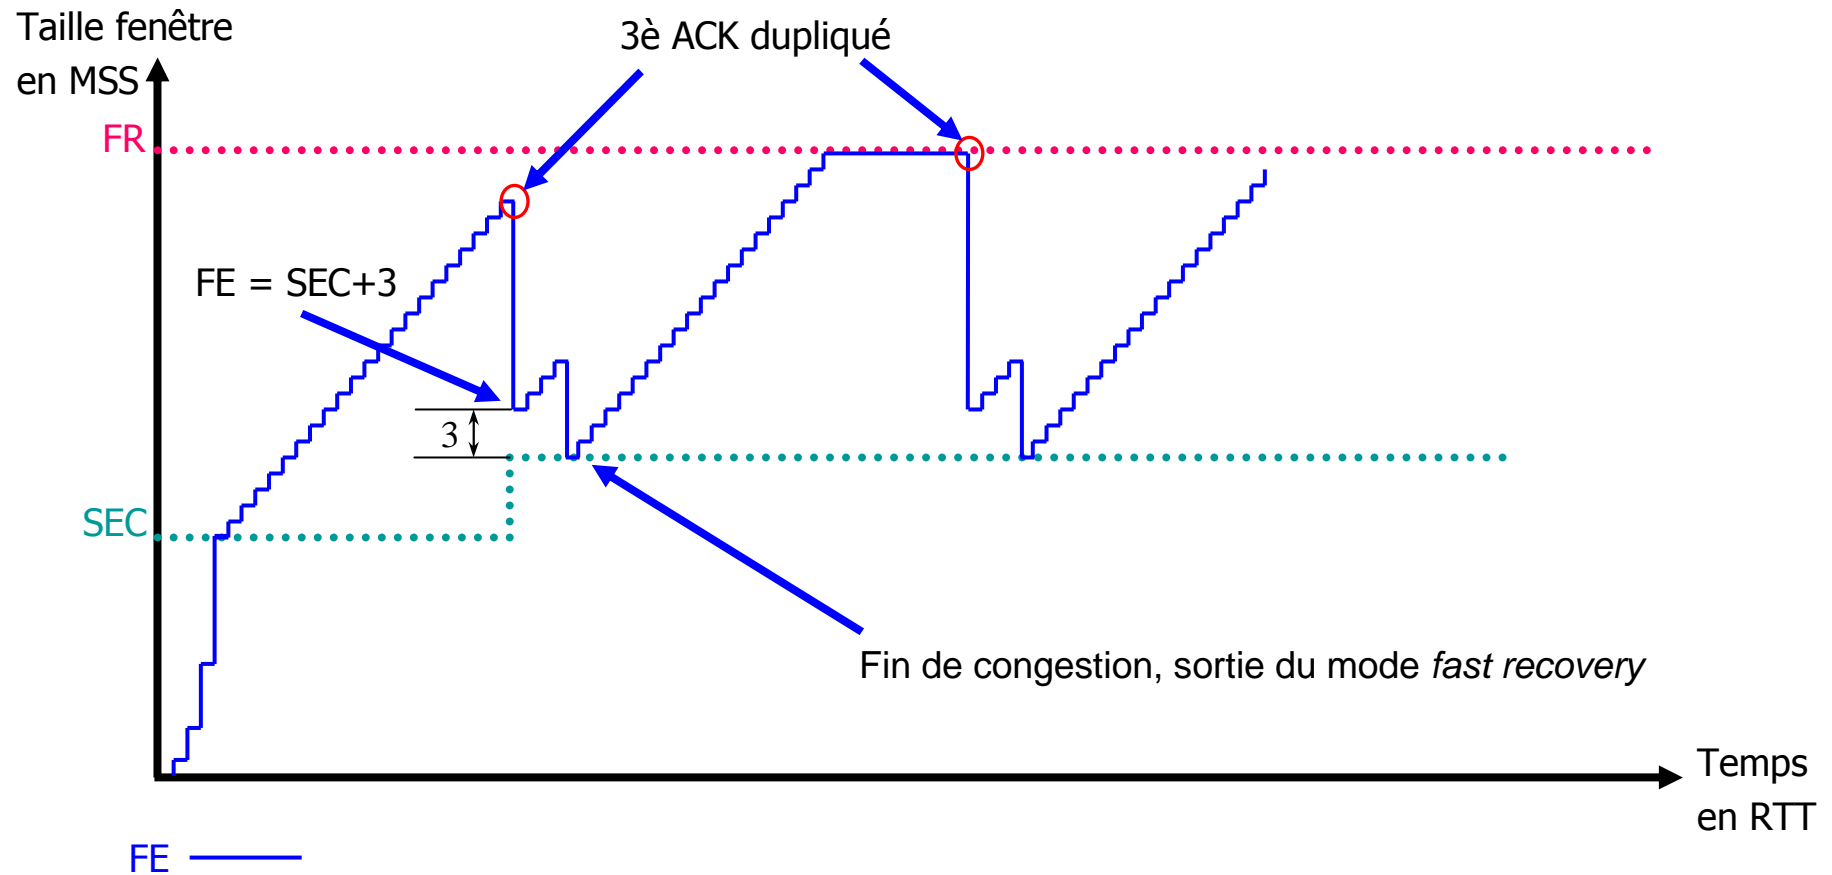 Taille fenêtre
en MSS
3è ACK dupliqué
FR
FE = SEC+3
3
SEC
Fin de congestion, sortie du mode fast recovery
Temps
en RTT
FE